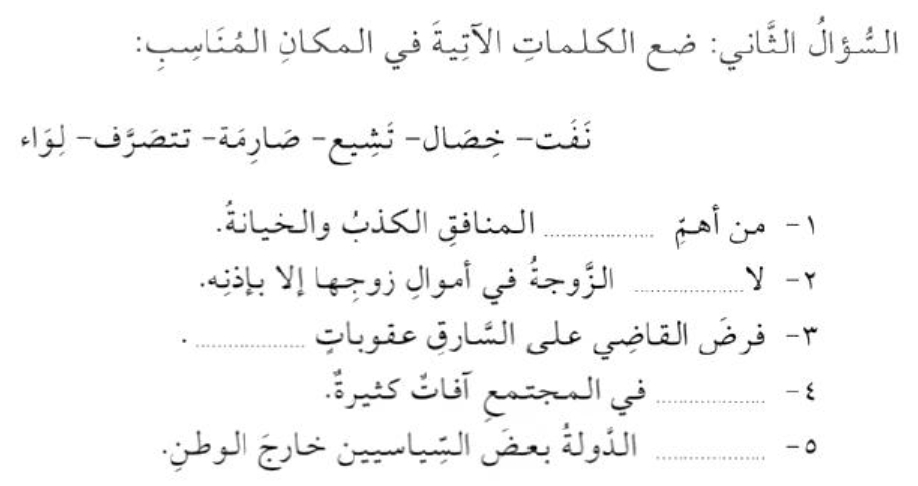 السُّؤالُ الثَّاني: ضع الكلماتِ الآتِيةَ في المكانِ المُنَاسِبِ:
نَفَت- خِصَال- تَشِيع- صَارِمَة- تتصَرَّف- لِوَاء
١- من أهمِّ .................. المنافقِ الكذبُ والخيانةُ.
٢- لا.................. الزَّوجةُ في أموالِ زوجِها إلا بإذنِه.
٣- فرضَ القاضِي على السَّارقِ عقوباتٍ .................. .
٤- .................. في المجتمعِ آفاتٌ كثيرةٌ.
٥- .................. الدَّولةُ بعضَ السِّياسيين خارجَ الوطنِ.